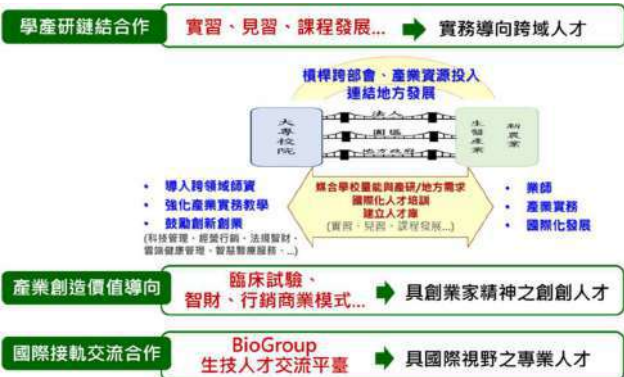 學產研鏈結合作
實習、見習、課程發展...
實務導向跨域人才
槓桿跨部會、產業資源投入
連結地方發展
大專校院
法人
園區
地方政府
生醫產業
新農業
• 導入跨領域師資
• 強化產業實務教學
• 鼓勵創新創業
(科技管理、經營行銷、法規智財、
雲端健康管理、智慧醫療服務、...)
媒合學校量能與產研/地方需求
國際化人才培訓
建立人才庫
(實習、見習、課程發展...)
• 業師
• 產業實務
• 國際化發展
產業創造價值導向
臨床試驗、
智財、行銷商業模式...
具創業家精神之創創人才
國際接軌交流合作
BioGroup
生技人才交流平臺
具國際視野之專業人才